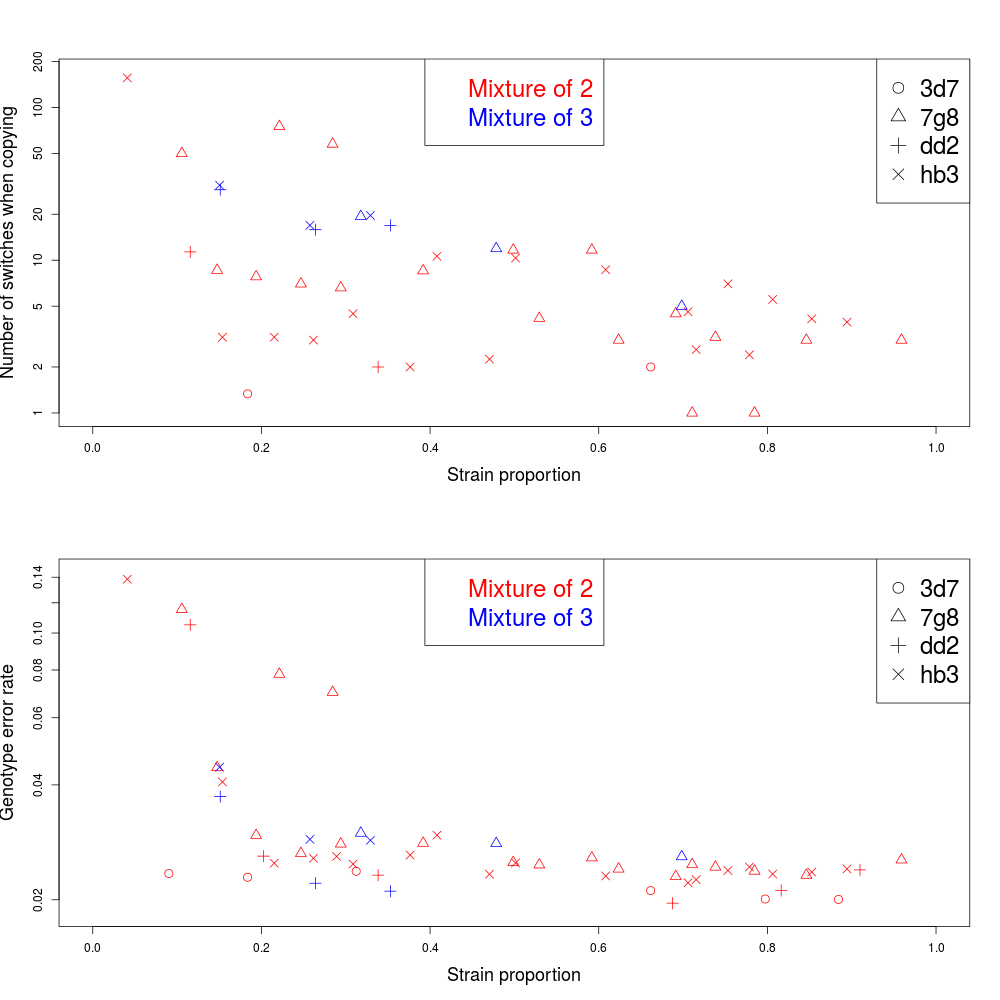 Number of switches when copying
200
100
50
20
10
5
2
1
Mixture of 2
Mixture of 3
3d7
7g8
dd2
hb3
0.0 0.2 0.4 0.6 0.8 1.0
Strain proportion
Genotype error rate
0.14
0.10
0.08
0.06
0.04
0.02
Mixture of 2
Mixture of 3
3d7
7g8
dd2
hb3
0.0 0.2 0.4 0.6 0.8 1.0
Strain proportion